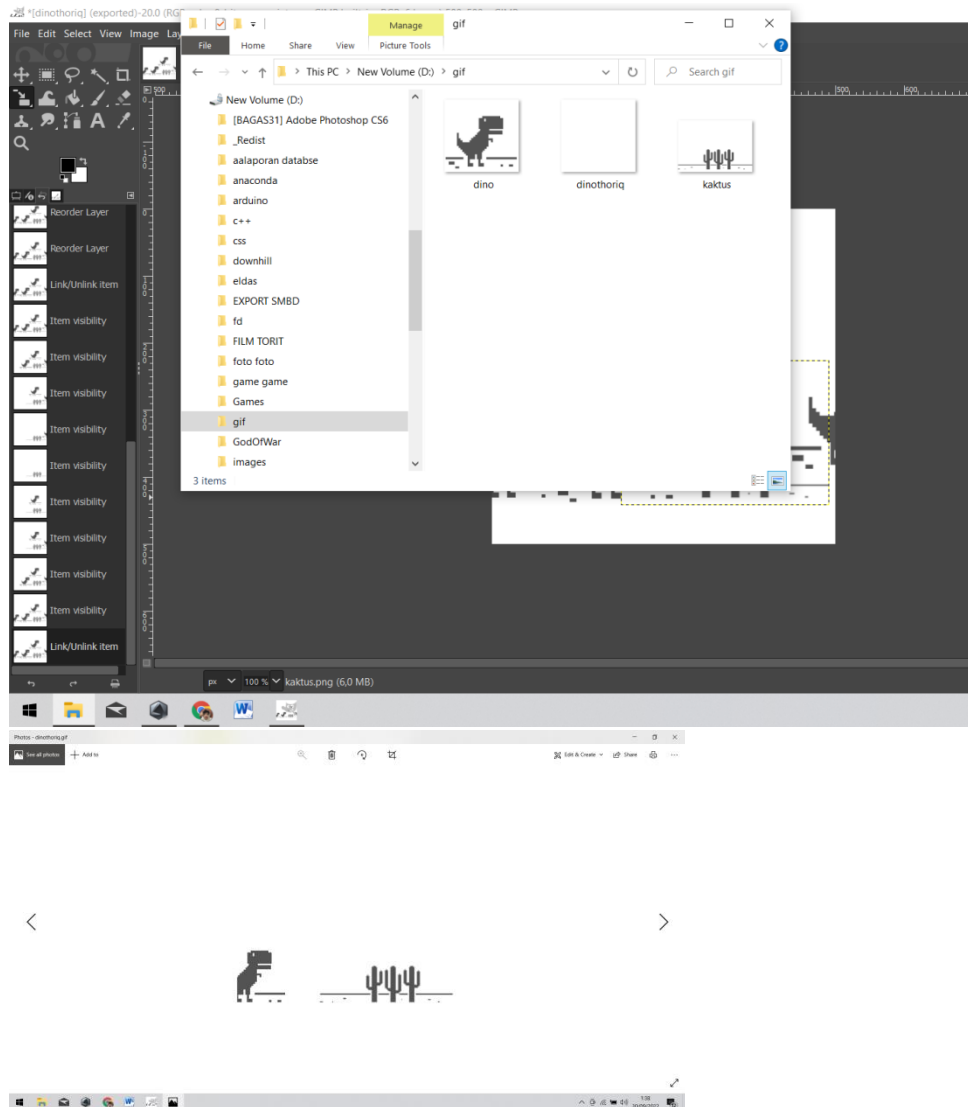 *[dinothoriq] (exported)-20.0 (RG
File Edit Select View Image Lay
Manage gif
File Home Share View Picture Tools
This PC > New Volume (D:) > gif
Search gif
New Volume (D:)
[BAGAS31] Adobe Photoshop CS6
_Redist
aalaporan databse
anaconda
arduino
c++
css
downhill
eldas
EXPORT SMBD
fd
FILM TORIT
foto foto
game game
Games
gif
GodOfWar
images
3 items
dino dinothoriq kaktus
500 600
Reorder Layer
Reorder Layer
Link/Unlink item
Item visibility
Item visibility
Item visibility
Item visibility
Item visibility
Item visibility
Item visibility
Item visibility
Item visibility
Link/Unlink item
px 100 % kaktus.png (6,0 MB)
Photos - dinothoriq.gif
See all photos Add to Edit & Create Share
1:38